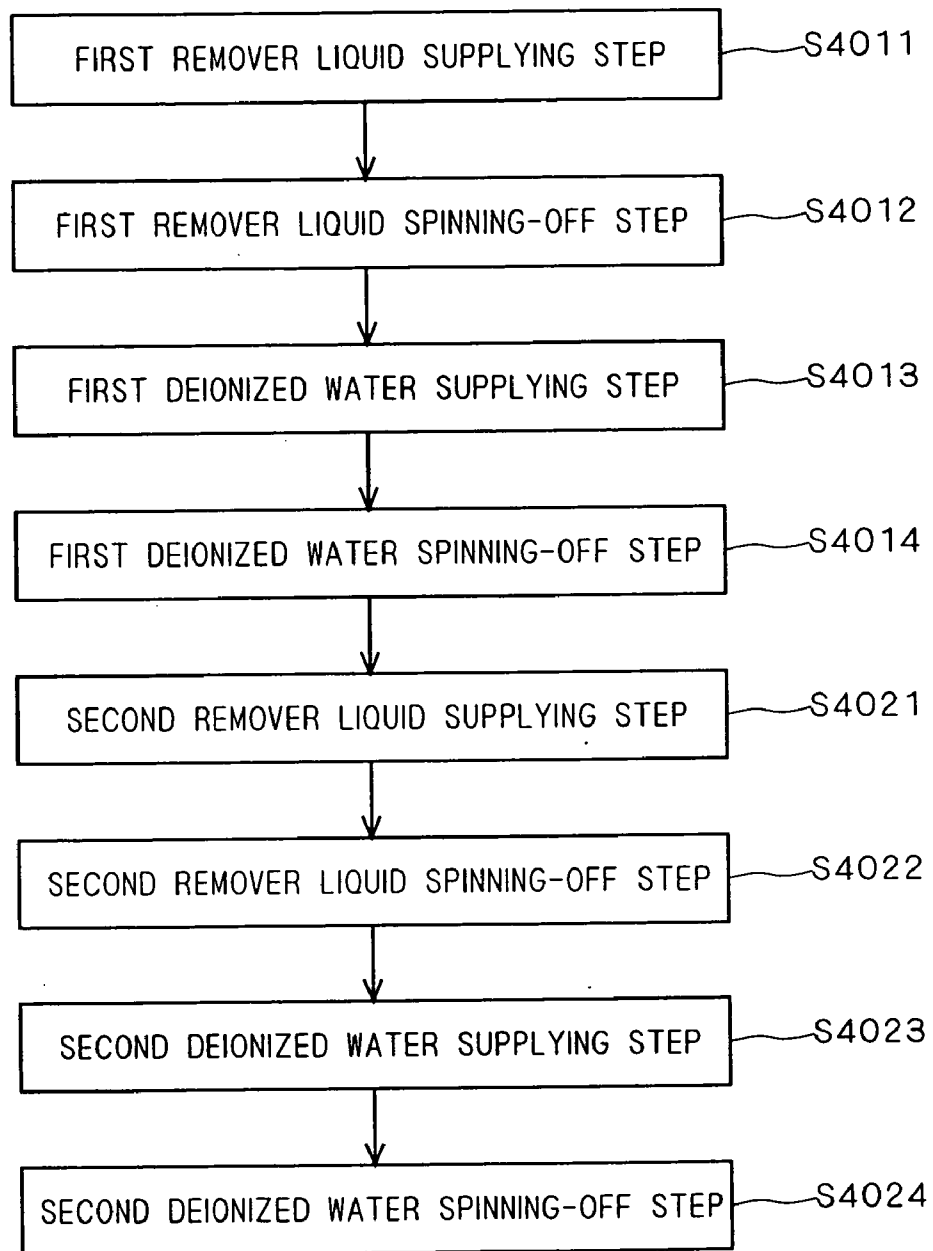 FIRST REMOVER LIQUID SUPPLYING STEP S4011
FIRST REMOVER LIQUID SPINNING-OFF STEP S4012
FIRST DEIONIZED WATER SUPPLYING STEP S4013
FIRST DEIONIZED WATER SPINNING-OFF STEP S4014
SECOND REMOVER LIQUID SUPPLYING STEP S4021
SECOND REMOVER LIQUID SPINNING-OFF STEP S4022
SECOND DEIONIZED WATER SUPPLYING STEP S4023
SECOND DEIONIZED WATER SPINNING-OFF STEP S4024